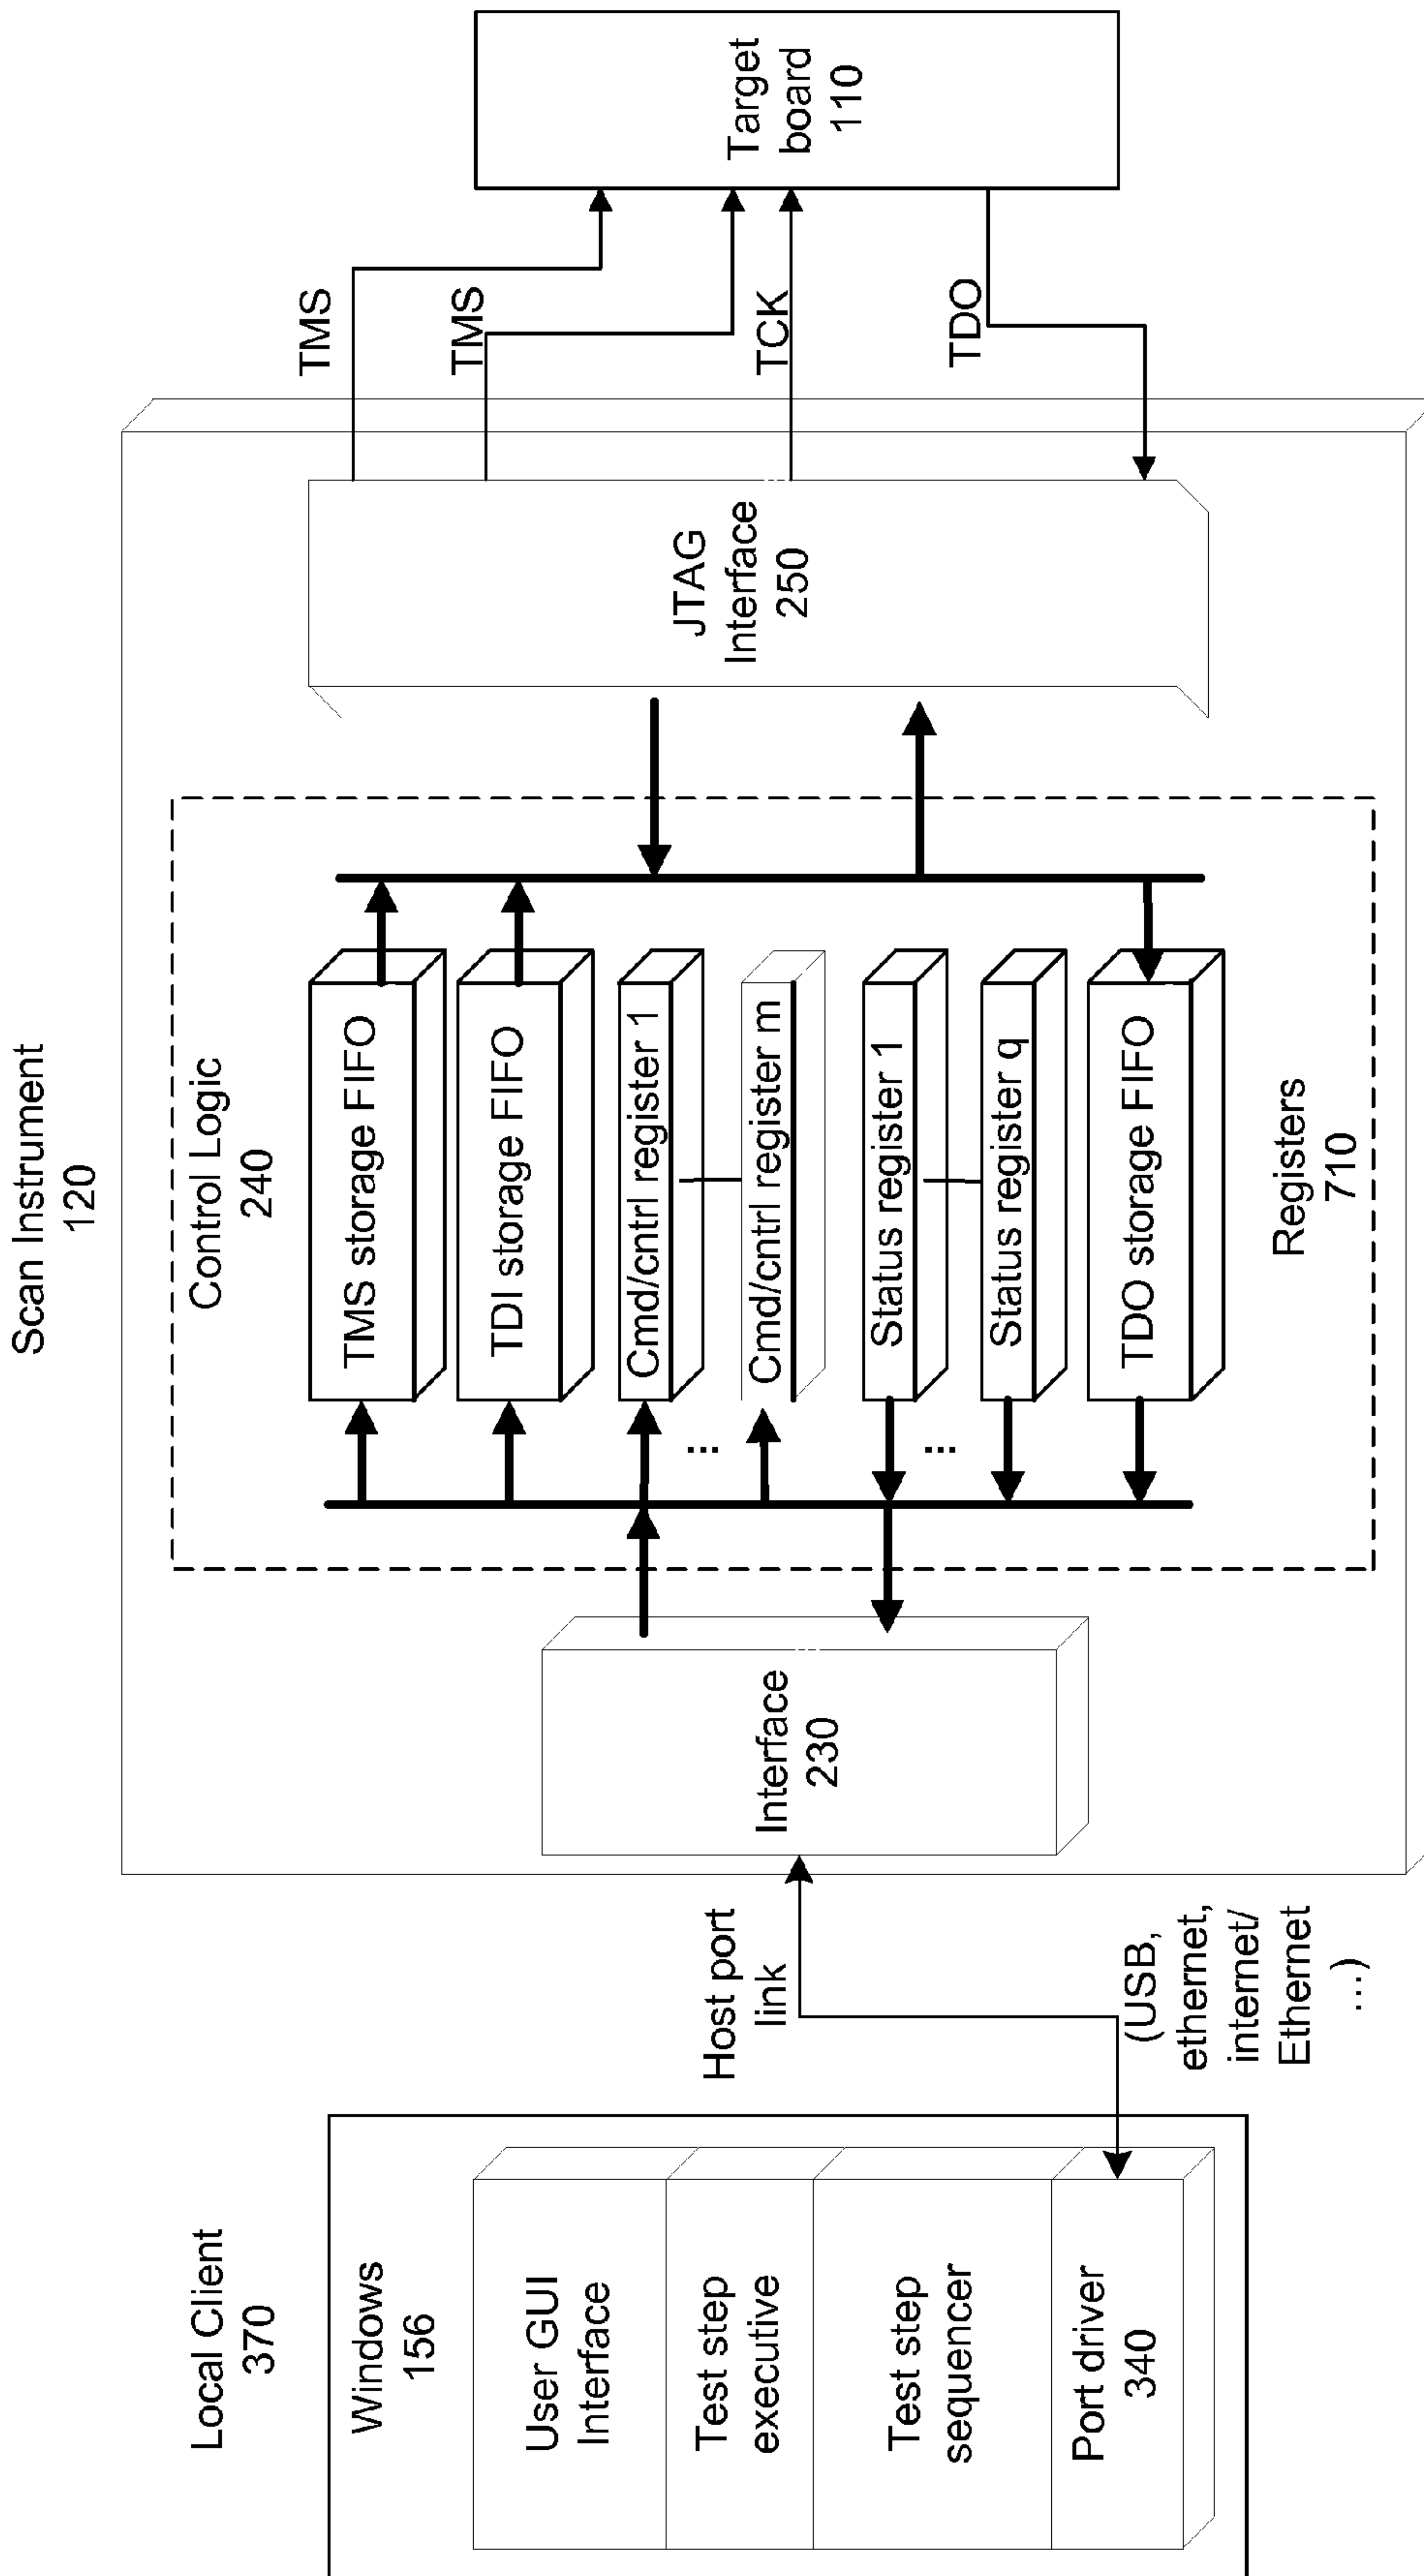 Local Client
370
Windows
156
User GUI
Interface
Test step
executive
Test step
sequencer
Port driver
340
Host port
link
(USB,
ethernet,
internet/
Ethernet
...)
Scan Instrument
120
Interface
230
Control Logic
240
TMS storage FIFO
TDI storage FIFO
Cmd/cntrl register 1
...
Cmd/cntrl register m
Status register 1
...
Status register q
TDO storage FIFO
Registers
710
JTAG
Interface
250
TMS
TMS
TCK
TDO
Target
board
110